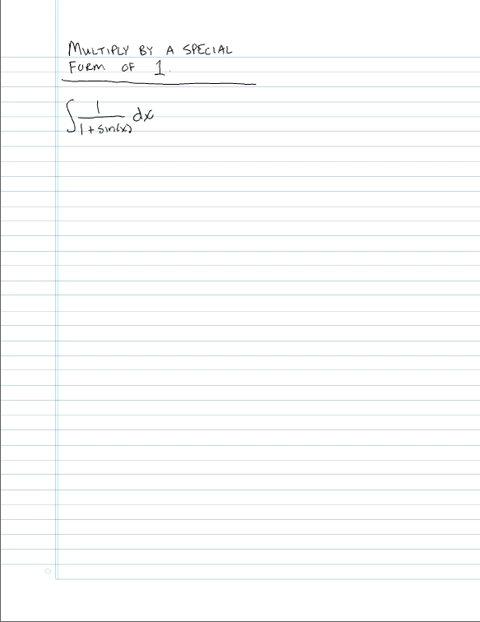 MULTIPLY BY A SPECIAL
FORM OF 1.
∫ 1/(1 + sin(x)) dx